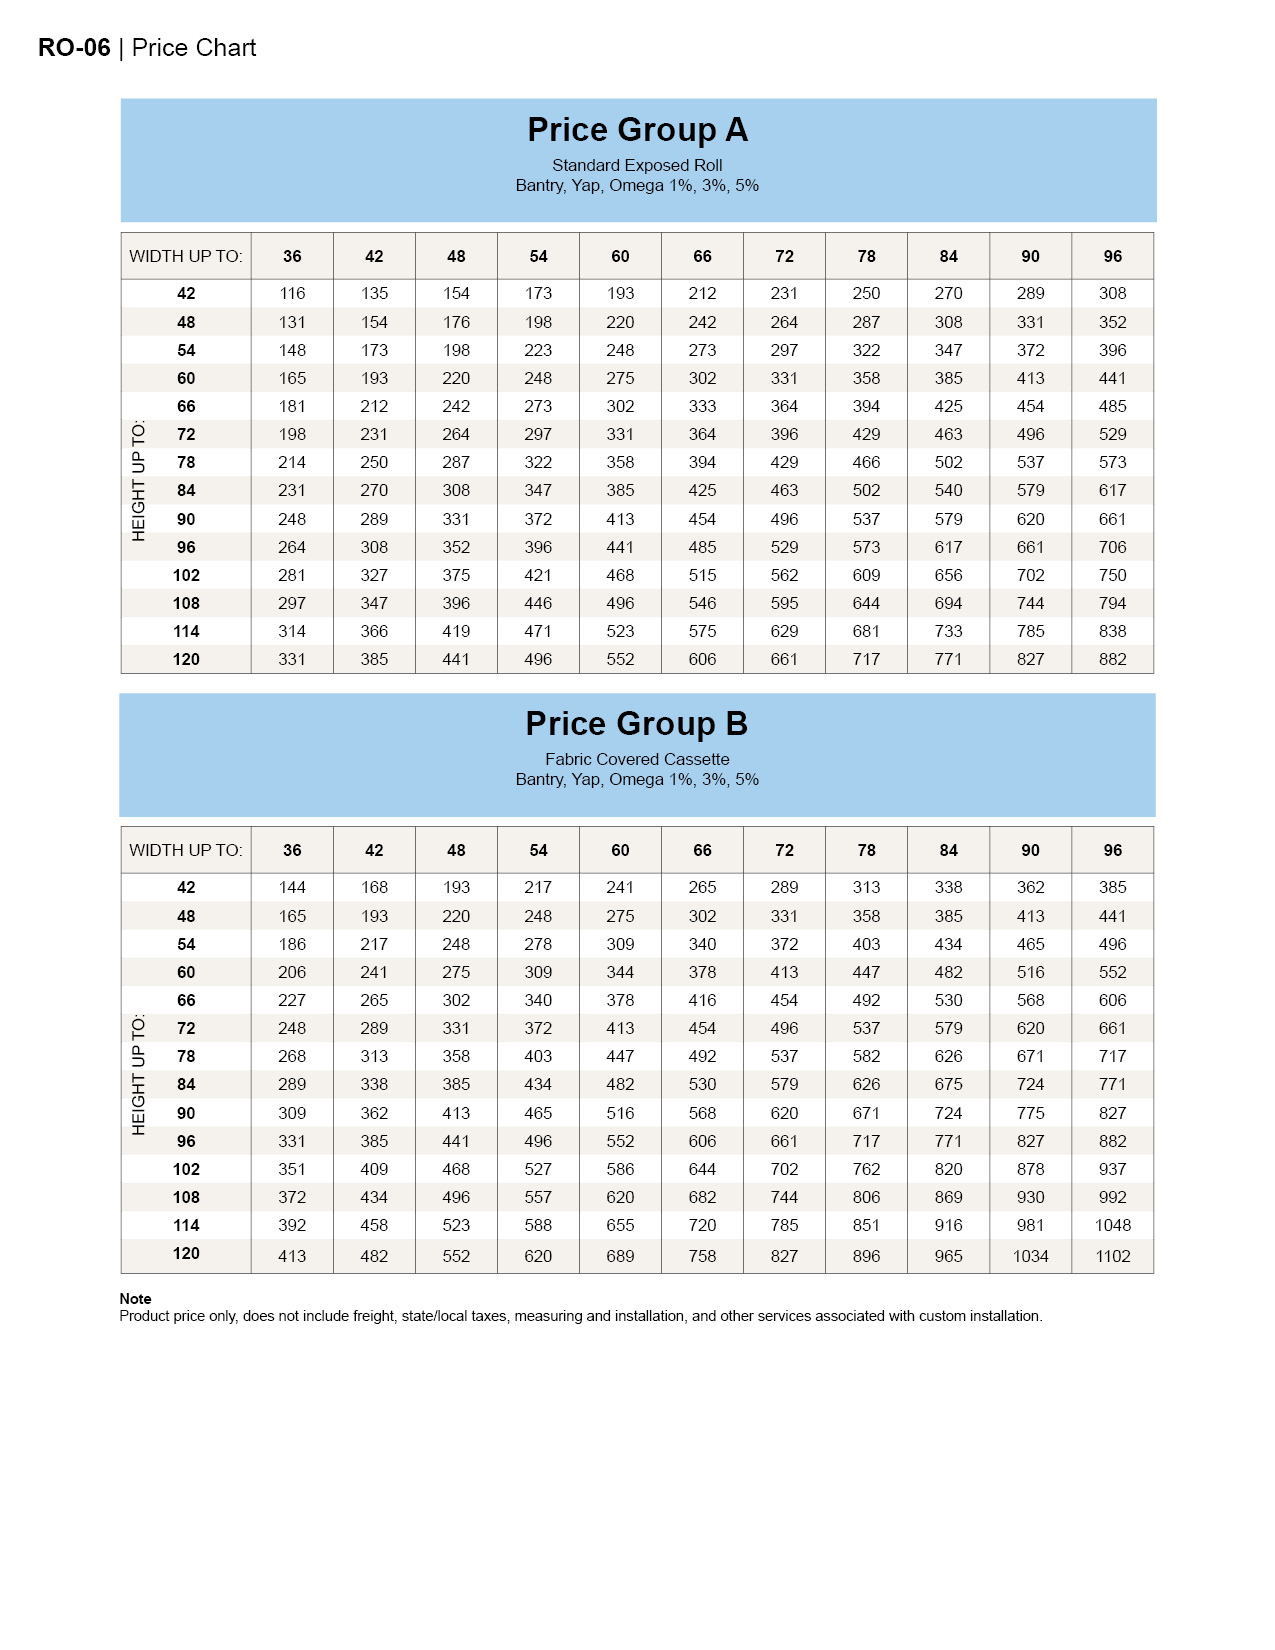 RO-06 | Price Chart
Price Group A
Standard Exposed Roll
Bantry, Yap, Omega 1%, 3%, 5%
WIDTH UP TO: 36 42 48 54 60 66 72 78 84 90 96
HEIGHT UP TO:
42 116 135 154 173 193 212 231 250 270 289 308
48 131 154 176 198 220 242 264 287 308 331 352
54 148 173 198 223 248 273 297 322 347 372 396
60 165 193 220 248 275 302 331 358 385 413 441
66 181 212 242 273 302 333 364 394 425 454 485
72 198 231 264 297 331 364 396 429 463 496 529
78 214 250 287 322 358 394 429 466 502 537 573
84 231 270 308 347 385 425 463 502 540 579 617
90 248 289 331 372 413 454 496 537 579 620 661
96 264 308 352 396 441 485 529 573 617 661 706
102 281 327 375 421 468 515 562 609 656 702 750
108 297 347 396 446 496 546 595 644 694 744 794
114 314 366 419 471 523 575 629 681 733 785 838
120 331 385 441 496 552 606 661 717 771 827 882
Price Group B
Fabric Covered Cassette
Bantry, Yap, Omega 1%, 3%, 5%
WIDTH UP TO: 36 42 48 54 60 66 72 78 84 90 96
HEIGHT UP TO:
42 144 168 193 217 241 265 289 313 338 362 385
48 165 193 220 248 275 302 331 358 385 413 441
54 186 217 248 278 309 340 372 403 434 465 496
60 206 241 275 309 344 378 413 447 482 516 552
66 227 265 302 340 378 416 454 492 530 568 606
72 248 289 331 372 413 454 496 537 579 620 661
78 268 313 358 403 447 492 537 582 626 671 717
84 289 338 385 434 482 530 579 626 675 724 771
90 309 362 413 465 516 568 620 671 724 775 827
96 331 385 441 496 552 606 661 717 771 827 882
102 351 409 468 527 586 644 702 762 820 878 937
108 372 434 496 557 620 682 744 806 869 930 992
114 392 458 523 588 655 720 785 851 916 981 1048
120 413 482 552 620 689 758 827 896 965 1034 1102
Note
Product price only, does not include freight, state/local taxes, measuring and installation, and other services associated with custom installation.